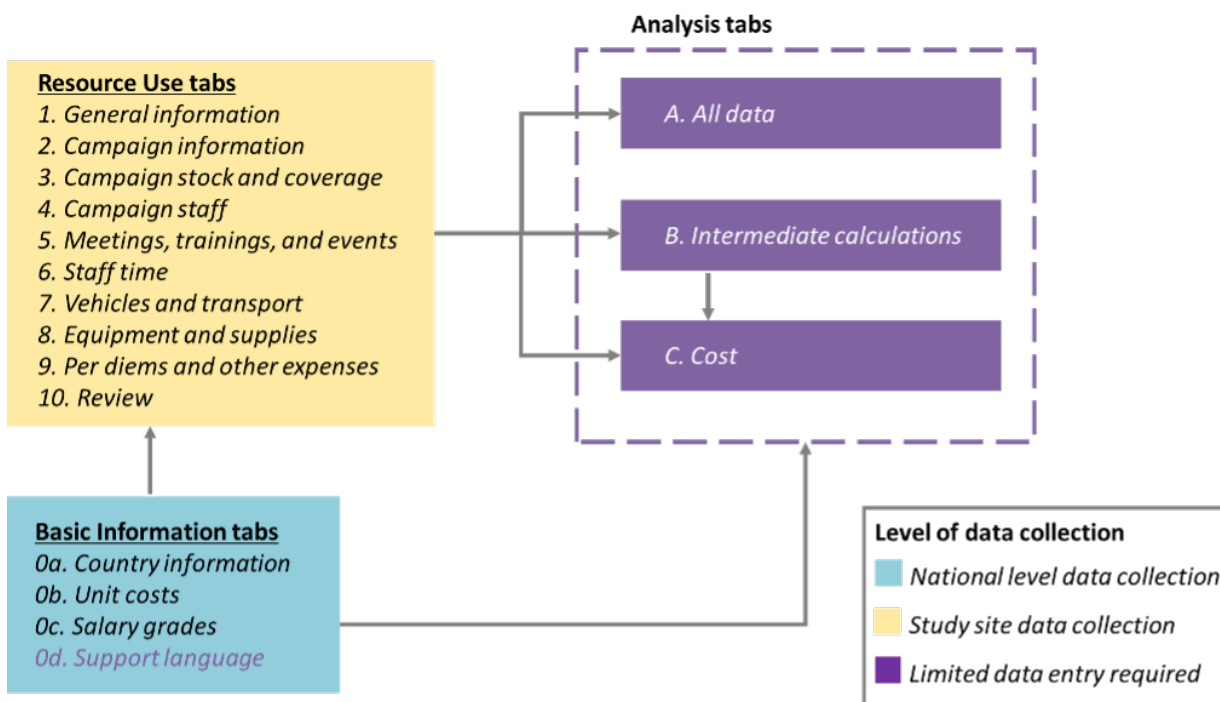 Analysis tabs
Resource Use tabs
1. General information
2. Campaign information
3. Campaign stock and coverage
4. Campaign staff
5. Meetings, trainings, and events
6. Staff time
7. Vehicles and transport
8. Equipment and supplies
9. Per diems and other expenses
10. Review
A. All data
B. Intermediate calculations
C. Cost
Basic Information tabs
0a. Country information
0b. Unit costs
0c. Salary grades
0d. Support language
Level of data collection
National level data collection
Study site data collection
Limited data entry required